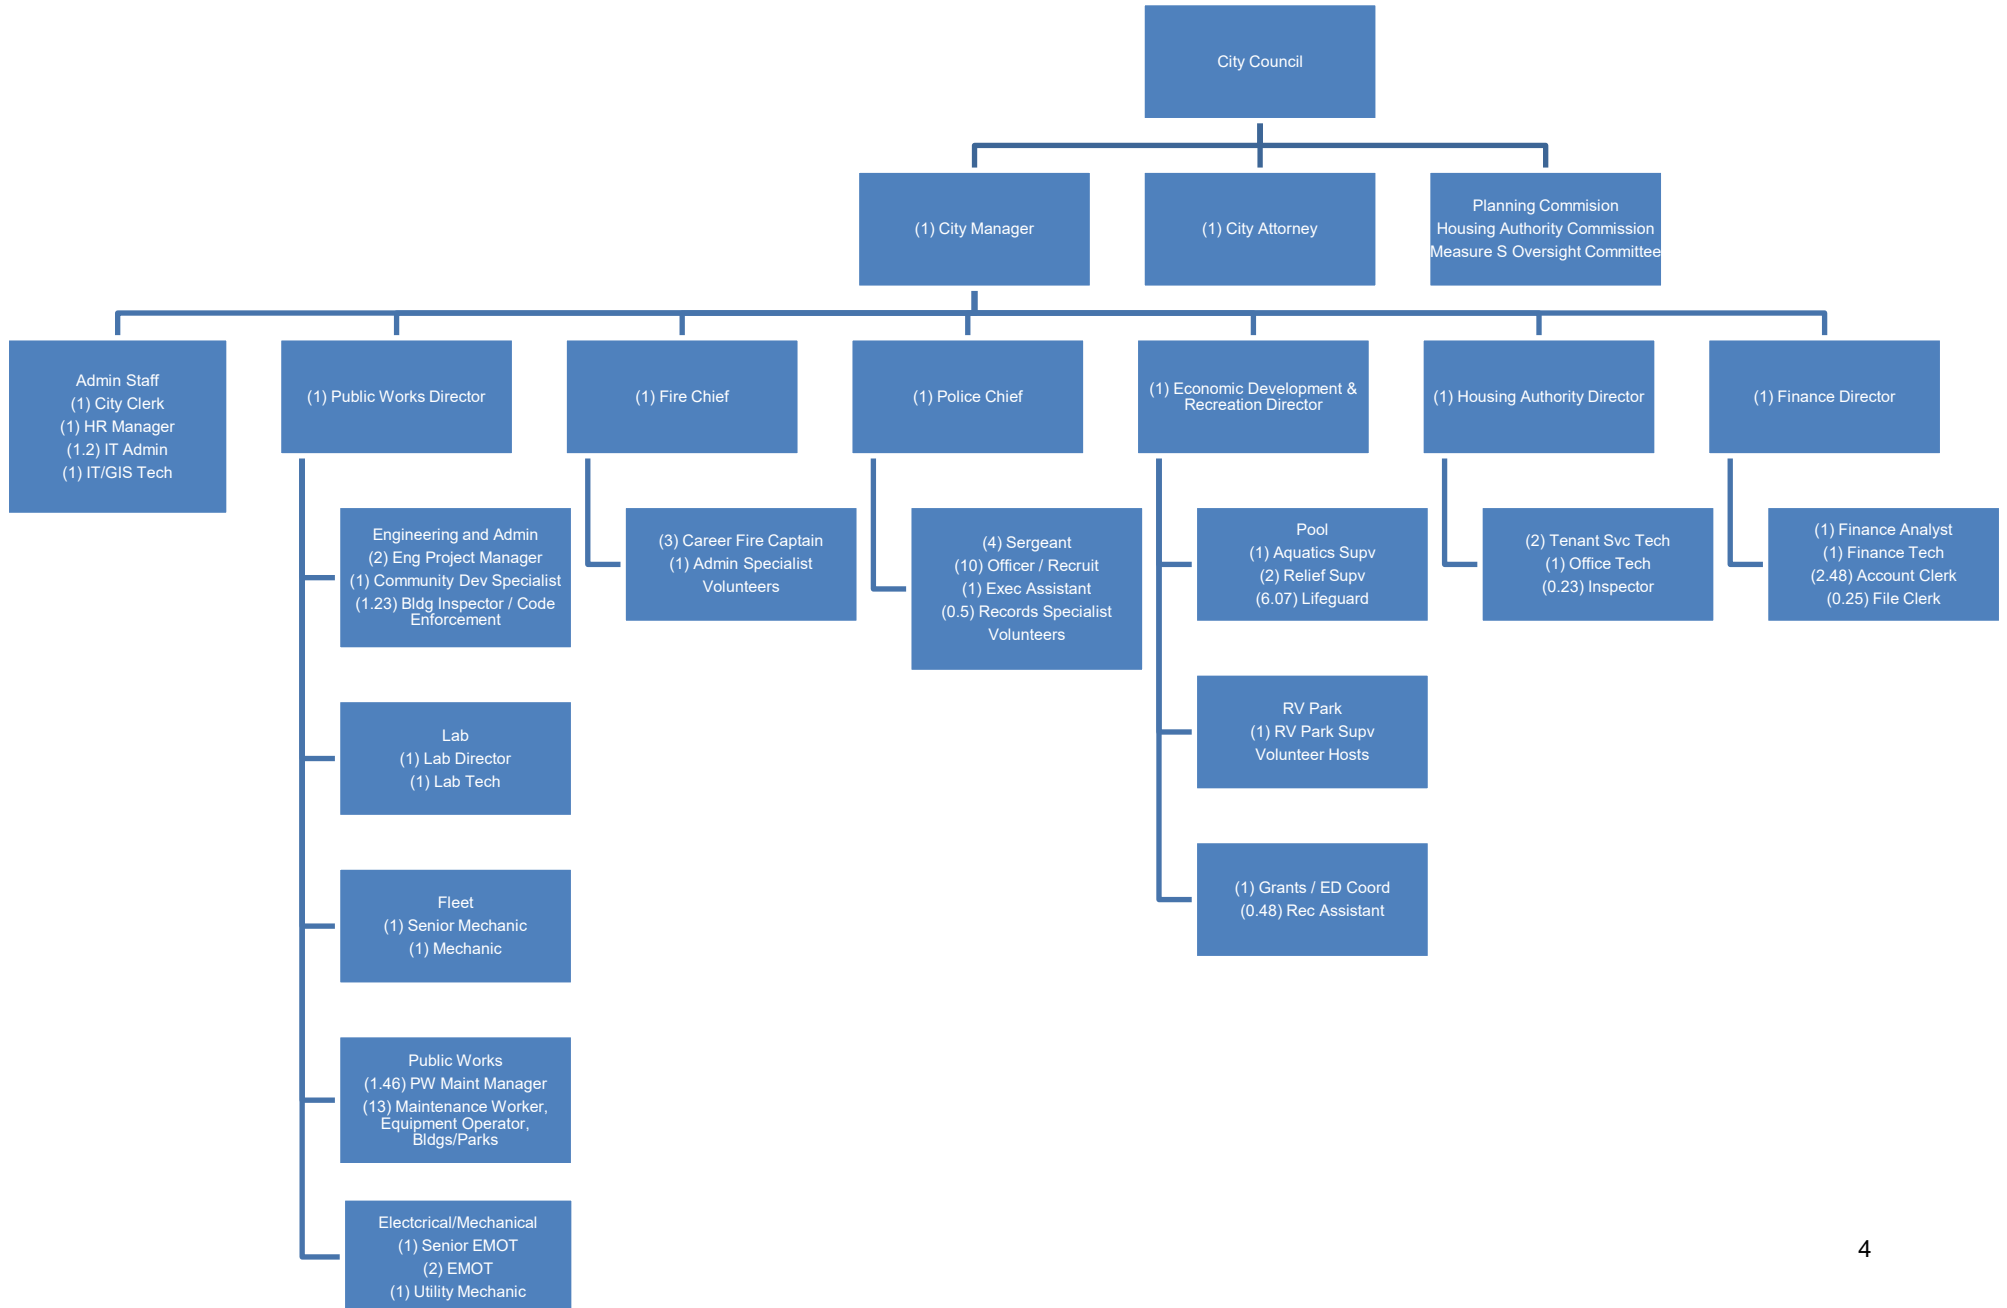 City Council
(1) City Manager
(1) City Attorney
Planning Commision
Housing Authority Commission
Measure S Oversight Committee
Admin Staff
(1) City Clerk
(1) HR Manager
(1.2) IT Admin
(1) IT/GIS Tech
(1) Public Works Director
(1) Fire Chief
(1) Police Chief
(1) Economic Development &
Recreation Director
(1) Housing Authority Director
(1) Finance Director
Engineering and Admin
(2) Eng Project Manager
(1) Community Dev Specialist
(1.23) Bldg Inspector / Code
Enforcement
Lab
(1) Lab Director
(1) Lab Tech
Fleet
(1) Senior Mechanic
(1) Mechanic
Public Works
(1.46) PW Maint Manager
(13) Maintenance Worker,
Equipment Operator,
Bldgs/Parks
Electcrical/Mechanical
(1) Senior EMOT
(2) EMOT
(1) Utility Mechanic
(3) Career Fire Captain
(1) Admin Specialist
Volunteers
(4) Sergeant
(10) Officer / Recruit
(1) Exec Assistant
(0.5) Records Specialist
Volunteers
Pool
(1) Aquatics Supv
(2) Relief Supv
(6.07) Lifeguard
RV Park
(1) RV Park Supv
Volunteer Hosts
(1) Grants / ED Coord
(0.48) Rec Assistant
(2) Tenant Svc Tech
(1) Office Tech
(0.23) Inspector
(1) Finance Analyst
(1) Finance Tech
(2.48) Account Clerk
(0.25) File Clerk
4